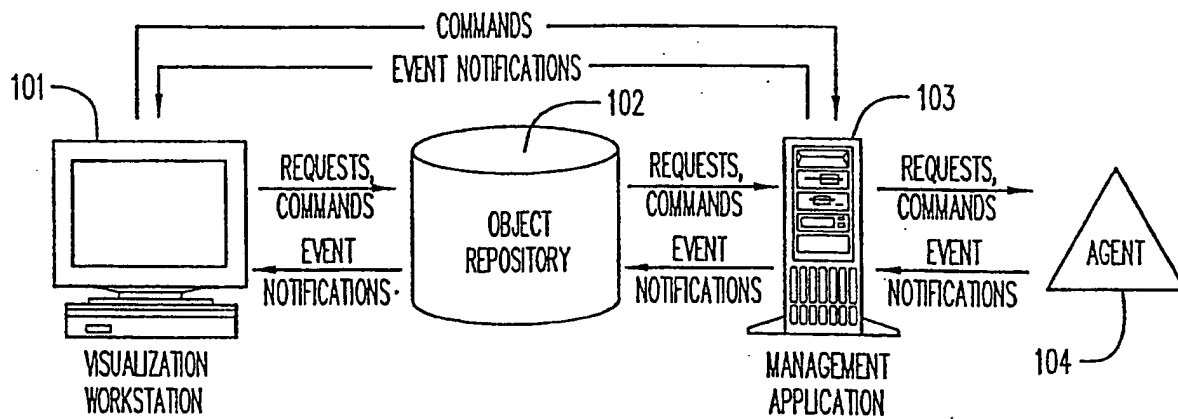 COMMANDS
EVENT NOTIFICATIONS
101
102
103
REQUESTS,
COMMANDS
EVENT
NOTIFICATIONS
OBJECT
REPOSITORY
REQUESTS,
COMMANDS
EVENT
NOTIFICATIONS
REQUESTS,
COMMANDS
EVENT
NOTIFICATIONS
AGENT
104
VISUALIZATION
WORKSTATION
MANAGEMENT
APPLICATION